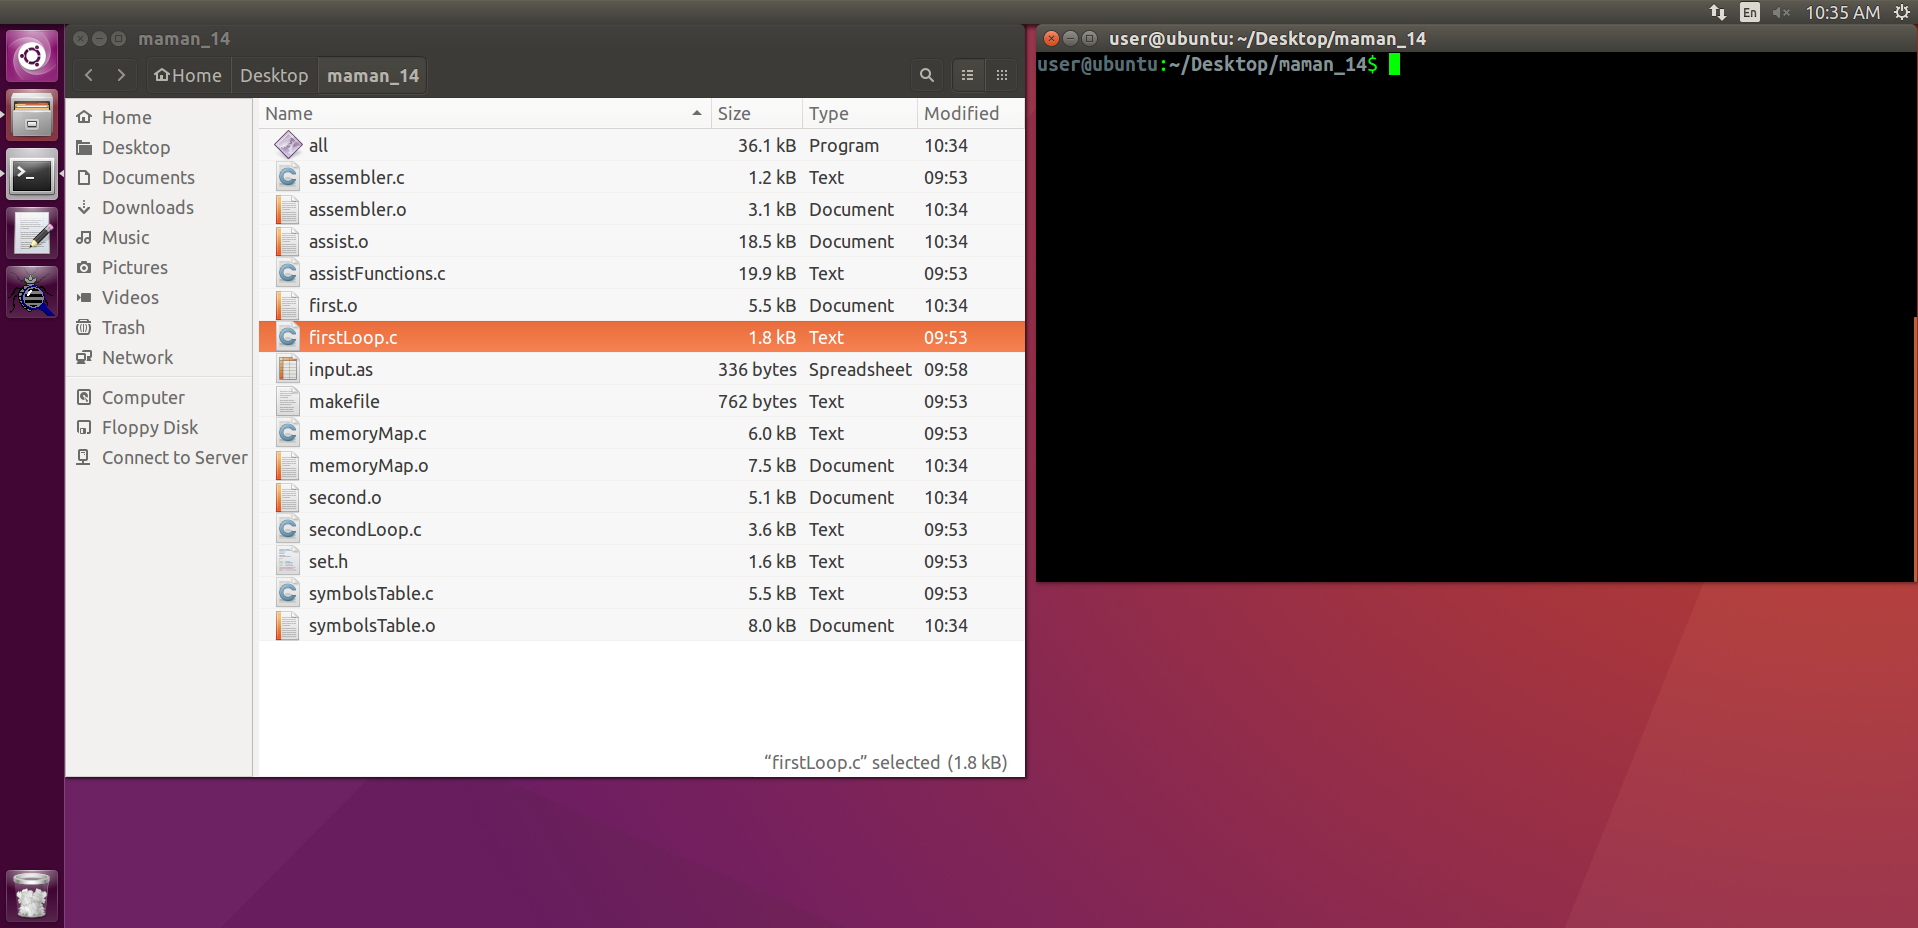 En 10:35 AM
maman_14
Home Desktop maman_14
Home
Desktop
Documents
Downloads
Music
Pictures
Videos
Trash
Network
Computer
Floppy Disk
Connect to Server
Name Size Type Modified
all 36.1 kB Program 10:34
assembler.c 1.2 kB Text 09:53
assembler.o 3.1 kB Document 10:34
assist.o 18.5 kB Document 10:34
assistFunctions.c 19.9 kB Text 09:53
first.o 5.5 kB Document 10:34
firstLoop.c 1.8 kB Text 09:53
input.as 336 bytes Spreadsheet 09:58
makefile 762 bytes Text 09:53
memoryMap.c 6.0 kB Text 09:53
memoryMap.o 7.5 kB Document 10:34
second.o 5.1 kB Document 10:34
secondLoop.c 3.6 kB Text 09:53
set.h 1.6 kB Text 09:53
symbolsTable.c 5.5 kB Text 09:53
symbolsTable.o 8.0 kB Document 10:34
“firstLoop.c” selected (1.8 kB)
user@ubuntu: ~/Desktop/maman_14
user@ubuntu:~/Desktop/maman_14$